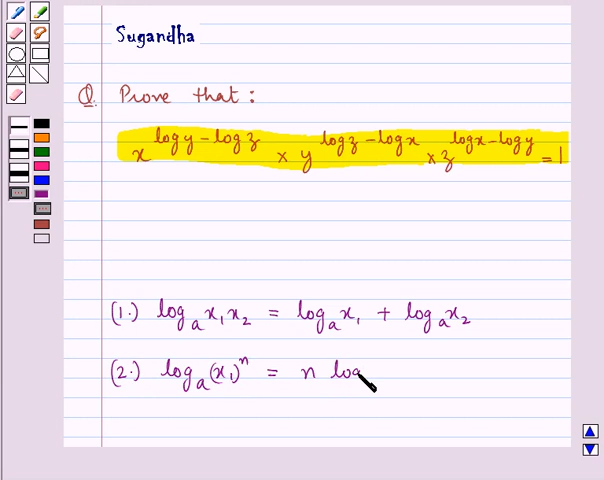 Sugandha
Q. Prove that :
x^(log y - log z) × y^(log z - log x) × z^(log x - log y) = 1
(1.) log_a x₁x₂ = log_a x₁ + log_a x₂
(2.) log_a (x₁)^n = n log